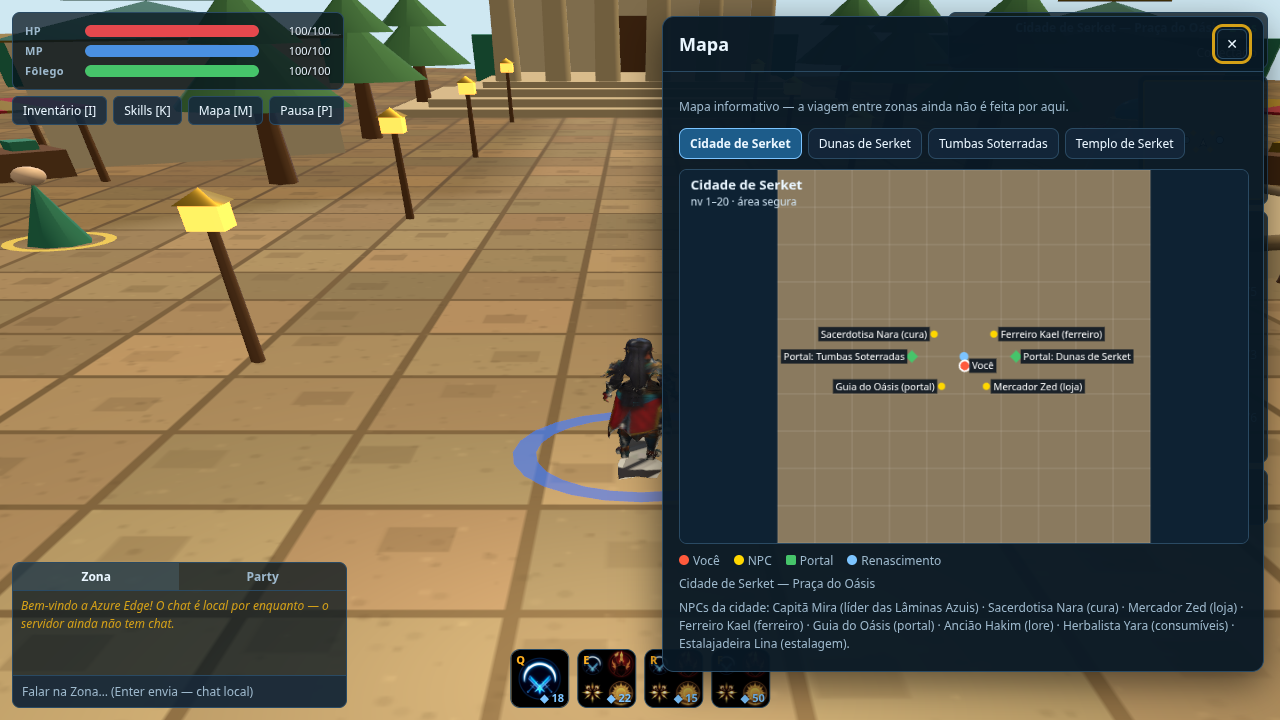 HP 100/100
MP 100/100
Fôlego 100/100
Inventário [I] Skills [K] Mapa [M] Pausa [P]
Mapa
×
Mapa informativo — a viagem entre zonas ainda não é feita por aqui.
Cidade de Serket Dunas de Serket Tumbas Soterradas Templo de Serket
Cidade de Serket
nv 1–20 · área segura
Sacerdotisa Nara (cura) Ferreiro Kael (ferreiro)
Portal: Tumbas Soterradas Portal: Dunas de Serket
Você
Guia do Oásis (portal) Mercador Zed (loja)
Você NPC Portal Renascimento
Cidade de Serket — Praça do Oásis
NPCs da cidade: Capitã Mira (líder das Lâminas Azuis) · Sacerdotisa Nara (cura) · Mercador Zed (loja) ·
Ferreiro Kael (ferreiro) · Guia do Oásis (portal) · Ancião Hakim (lore) · Herbalista Yara (consumíveis) ·
Estalajadeira Lina (estalagem).
Zona Party
Bem-vindo a Azure Edge! O chat é local por enquanto — o
servidor ainda não tem chat.
Falar na Zona... (Enter envia — chat local)
Q E R
18 22 15 50